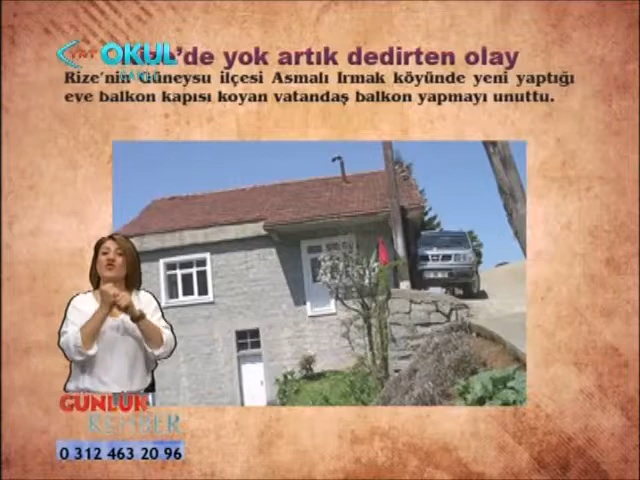 TRT OKUL
'de yok artık dedirten olay
Rize'nin Güneysu ilçesi Asmalı Irmak köyünde yeni yaptığı
eve balkon kapısı koyan vatandaş balkon yapmayı unuttu.
GÜNLÜK
REHBER
0 312 463 20 96